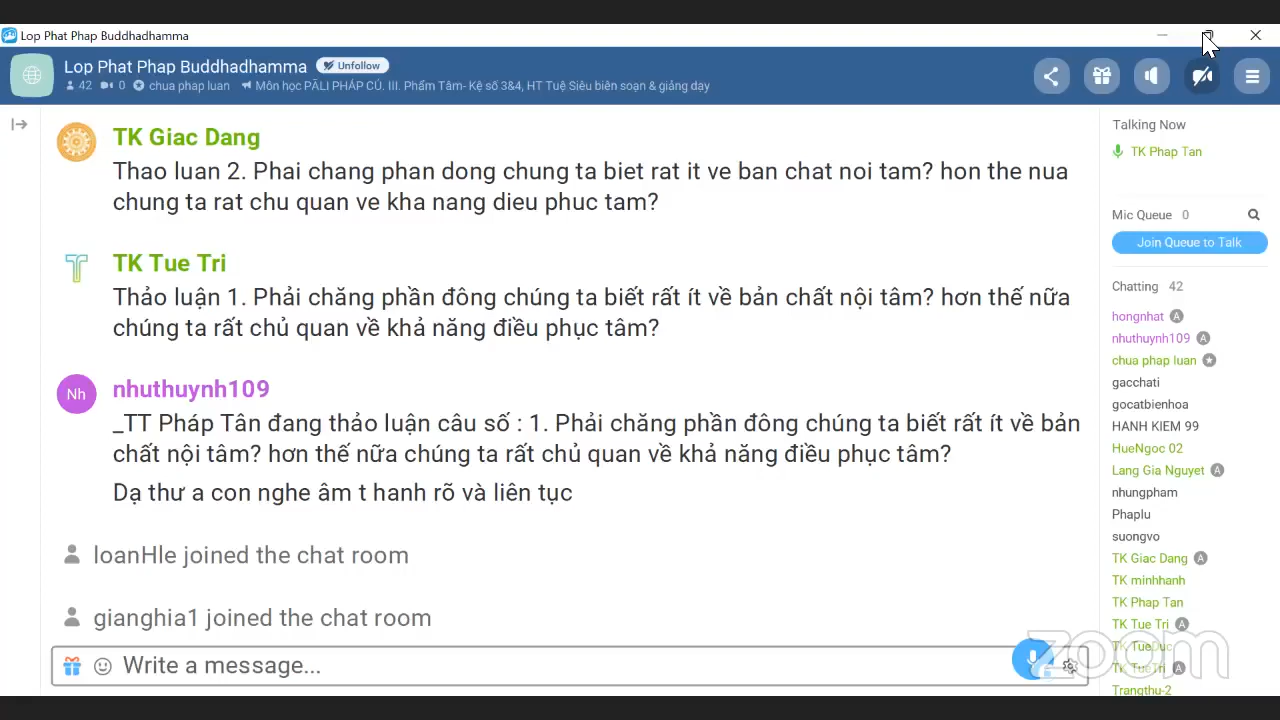 Lop Phat Phap Buddhadhamma
Lop Phat Phap Buddhadhamma Unfollow
42 0 chua phap luan Môn học PĀLI PHÁP CÚ. III. Phẩm Tâm- Kệ số 3&4, HT Tuệ Siêu biên soạn & giảng dạy
TK Giac Dang
Thao luan 2. Phai chang phan dong chung ta biet rat it ve ban chat noi tam? hon the nua
chung ta rat chu quan ve kha nang dieu phuc tam?
TK Tue Tri
Thảo luận 1. Phải chăng phần đông chúng ta biết rất ít về bản chất nội tâm? hơn thế nữa
chúng ta rất chủ quan về khả năng điều phục tâm?
Nh
nhuthuynh109
_TT Pháp Tân đang thảo luận câu số : 1. Phải chăng phần đông chúng ta biết rất ít về bản
chất nội tâm? hơn thế nữa chúng ta rất chủ quan về khả năng điều phục tâm?
Dạ thư a con nghe âm t hanh rõ và liên tục
loanHle joined the chat room
gianghia1 joined the chat room
Write a message...
Talking Now
TK Phap Tan
Mic Queue 0
Join Queue to Talk
Chatting 42
hongnhat A
nhuthuynh109 A
chua phap luan
gacchati
gocatbienhoa
HANH KIEM 99
HueNgoc 02
Lang Gia Nguyet A
nhungpham
Phaplu
suongvo
TK Giac Dang A
TK minhhanh
TK Phap Tan
TK Tue Tri A
TK TueDuc
TK TueTri A
Trangthu-2
zoom